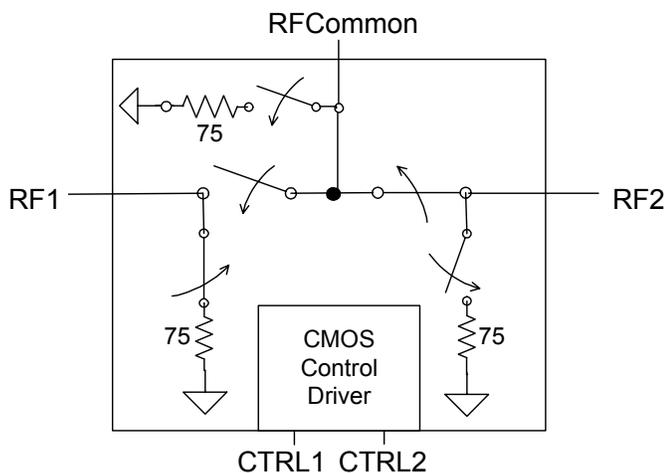 RFCommon
75
RF1
RF2
75
75
CMOS
Control
Driver
CTRL1 CTRL2